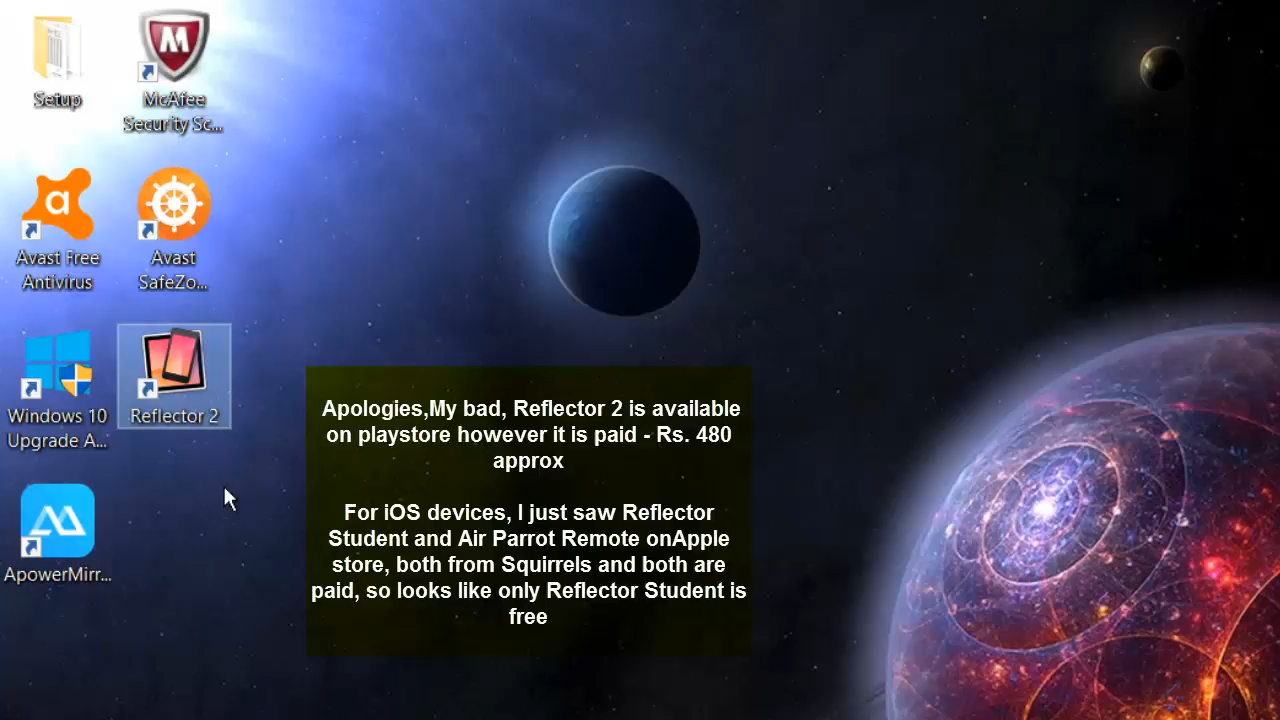 Setup
McAfee
Security Sc...
Avast Free
Antivirus
Avast
SafeZo...
Windows 10
Upgrade A...
Reflector 2
ApowerMirr...
Apologies,My bad, Reflector 2 is available
on playstore however it is paid - Rs. 480
approx
For iOS devices, I just saw Reflector
Student and Air Parrot Remote onApple
store, both from Squirrels and both are
paid, so looks like only Reflector Student is
free